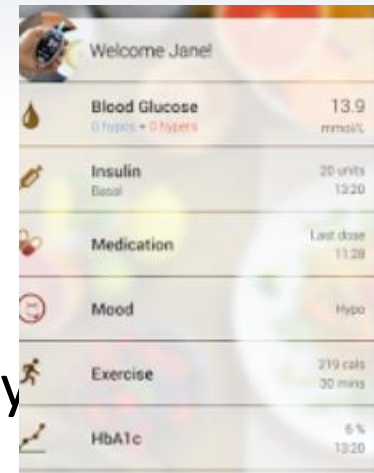 Welcome Jane!
Blood Glucose 13.9
0 hypos + 0 hypers mmol/L
Insulin 20 units
Basal 13:20
Medication Last dose
11:28
Mood Hypo
Exercise 219 cals
30 mins
y
HbA1c 6 %
13:20